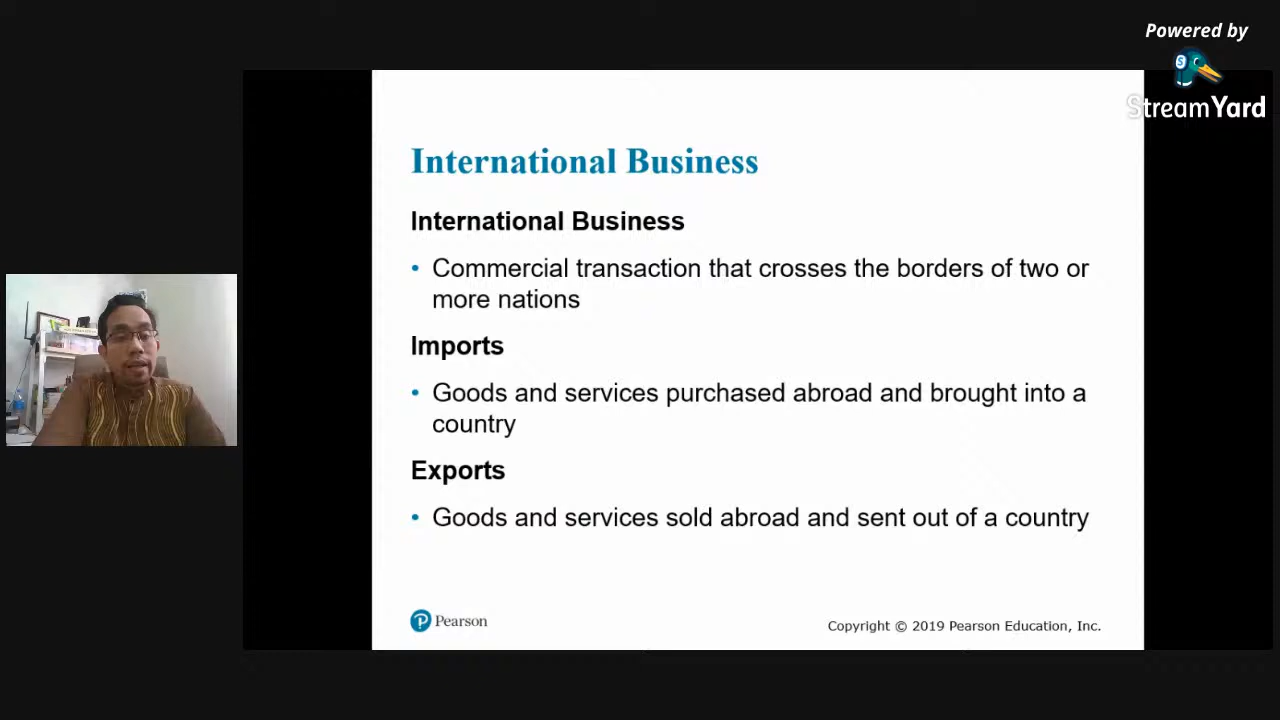 Powered by
StreamYard
International Business
International Business
• Commercial transaction that crosses the borders of two or
more nations
Imports
• Goods and services purchased abroad and brought into a
country
Exports
• Goods and services sold abroad and sent out of a country
Pearson
Copyright © 2019 Pearson Education, Inc.